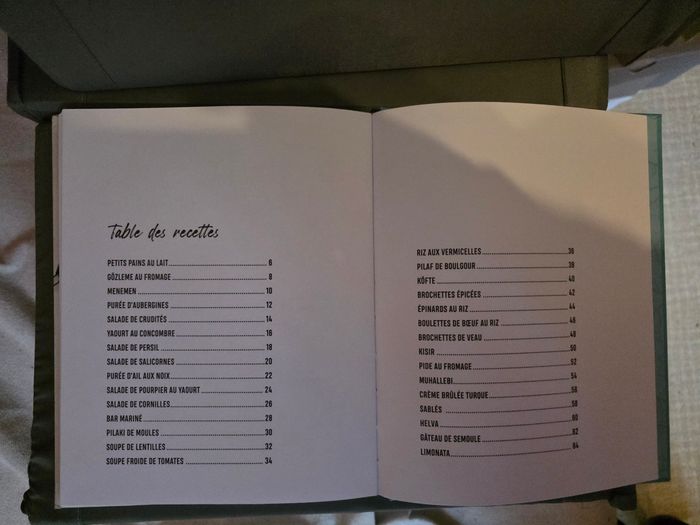 Table des recettes
PETITS PAINS AU LAIT 6
GÖZLEME AU FROMAGE 8
MENEMEN 10
PURÉE D'AUBERGINES 12
SALADE DE CRUDITÉS 14
YAOURT AU CONCOMBRE 16
SALADE DE PERSIL 18
SALADE DE SALICORNES 20
PURÉE D'AIL AUX NOIX 22
SALADE DE POURPIER AU YAOURT 24
SALADE DE CORNILLES 26
BAR MARINÉ 28
PILAKI DE MOULES 30
SOUPE DE LENTILLES 32
SOUPE FROIDE DE TOMATES 34
RIZ AUX VERMICELLES 36
PILAF DE BOULGOUR 38
KÖFTE 40
BROCHETTES ÉPICÉES 42
ÉPINARDS AU RIZ 44
BOULETTES DE BŒUF AU RIZ 46
BROCHETTES DE VEAU 48
KISIR 50
PIDE AU FROMAGE 52
MUHALLEBI 54
CRÈME BRÛLÉE TURQUE 56
SABLÉS 58
HELVA 60
GÂTEAU DE SEMOULE 62
LIMONATA 64